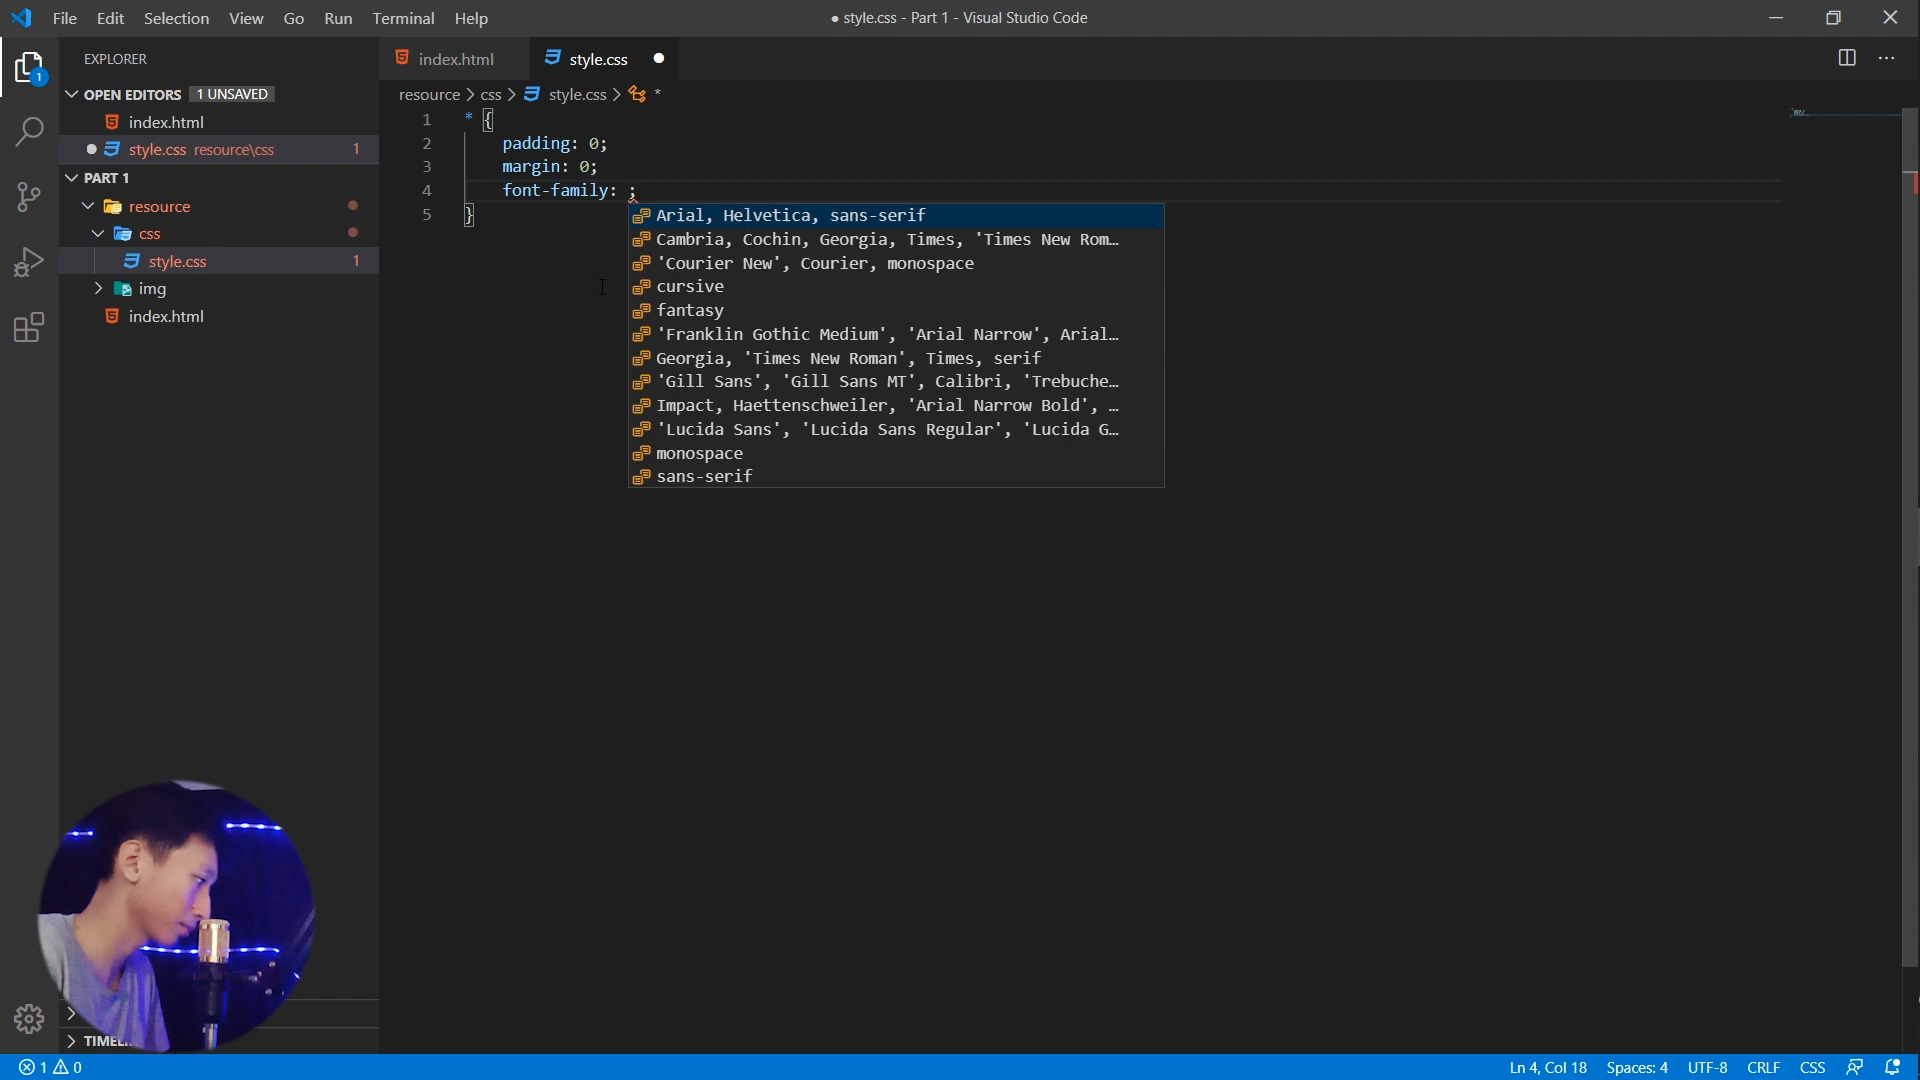 File Edit Selection View Go Run Terminal Help
● style.css - Part 1 - Visual Studio Code
EXPLORER
OPEN EDITORS 1 UNSAVED
index.html
style.css resource\css 1
PART 1
resource
css
style.css 1
img
index.html
TIMELI
1
index.html
style.css
resource > css > style.css > *
1 * {
2 padding: 0;
3 margin: 0;
4 font-family: ;
5 }
Arial, Helvetica, sans-serif
Cambria, Cochin, Georgia, Times, 'Times New Rom…
'Courier New', Courier, monospace
cursive
fantasy
'Franklin Gothic Medium', 'Arial Narrow', Arial…
Georgia, 'Times New Roman', Times, serif
'Gill Sans', 'Gill Sans MT', Calibri, 'Trebuche…
Impact, Haettenschweiler, 'Arial Narrow Bold', …
'Lucida Sans', 'Lucida Sans Regular', 'Lucida G…
monospace
sans-serif
1 0
Ln 4, Col 18 Spaces: 4 UTF-8 CRLF CSS